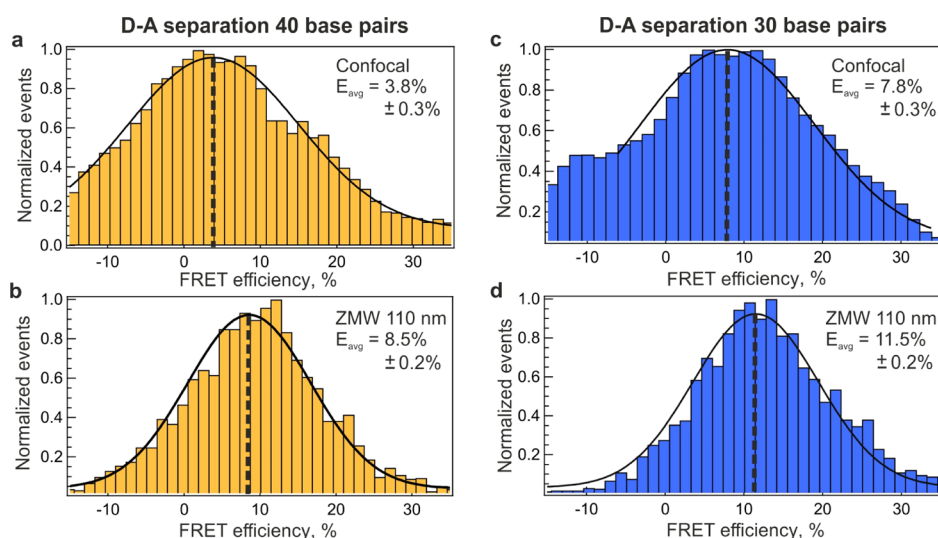 D-A separation 40 base pairs
a
1.0
0.8
0.6
0.4
0.2
0.0
Normalized events
Confocal
Eavg = 3.8%
± 0.3%
-10
0
10
20
30
FRET efficiency, %
b
1.0
0.8
0.6
0.4
0.2
Normalized events
ZMW 110 nm
Eavg = 8.5%
± 0.2%
-10
0
10
20
30
FRET efficiency, %
D-A separation 30 base pairs
c
1.0
0.8
0.6
0.4
0.2
Normalized events
Confocal
Eavg = 7.8%
± 0.3%
-10
0
10
20
30
FRET efficiency, %
d
1.0
0.8
0.6
0.4
0.2
Normalized events
ZMW 110 nm
Eavg = 11.5%
± 0.2%
-10
0
10
20
30
FRET efficiency, %